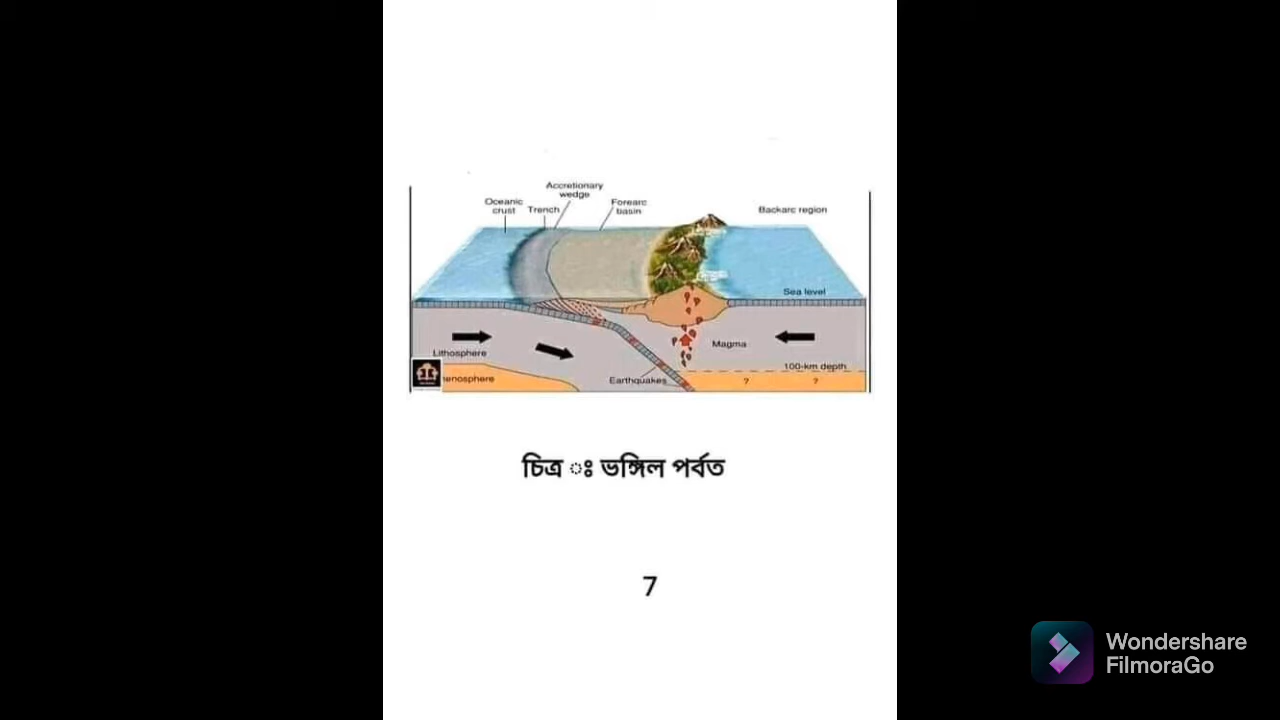 Accretionary
wedge
Oceanic
crust
Trench
Forearc
basin
Backarc region
Sea level
Magma
Lithosphere
100-km depth
enosphere
Earthquakes
?
?
চিত্র ঃ ভঙ্গিল পর্বত
7
Wondershare
FilmoraGo